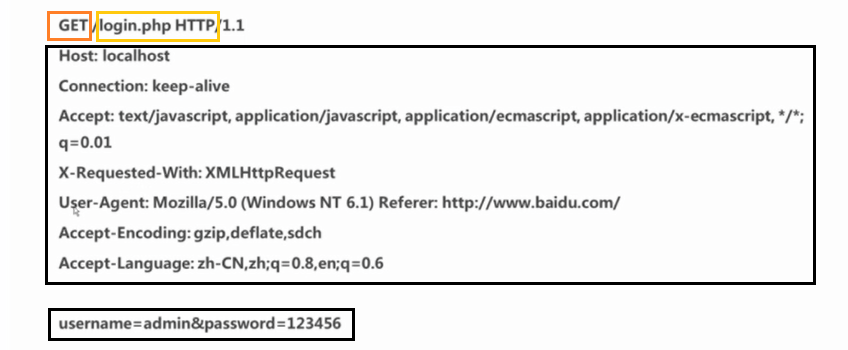 GET /login.php HTTP/1.1
Host: localhost
Connection: keep-alive
Accept: text/javascript, application/javascript, application/ecmascript, application/x-ecmascript, */*;
q=0.01
X-Requested-With: XMLHttpRequest
User-Agent: Mozilla/5.0 (Windows NT 6.1) Referer: http://www.baidu.com/
Accept-Encoding: gzip,deflate,sdch
Accept-Language: zh-CN,zh;q=0.8,en;q=0.6
username=admin&password=123456